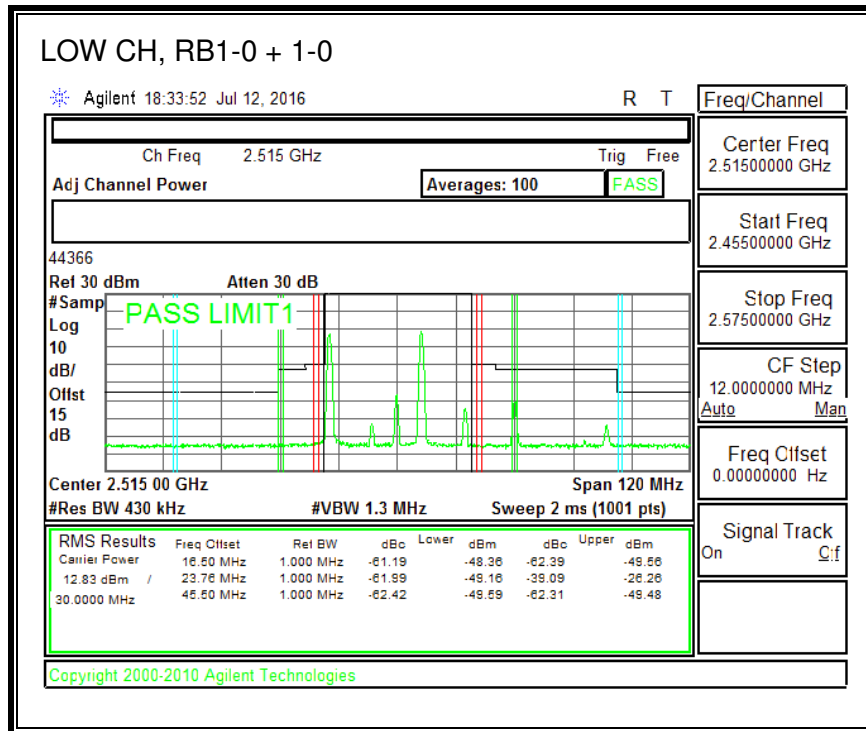 LOW CH, RB1-0 + 1-0
Agilent 18:33:52 Jul 12, 2016 R T
Freq/Channel
Ch Freq 2.515 GHz Trig Free
Adj Channel Power Averages: 100 PASS
Center Freq
2.51500000 GHz
Start Freq
2.45500000 GHz
Stop Freq
2.57500000 GHz
CF Step
12.0000000 MHz
Auto Man
Freq Offset
0.00000000 Hz
Signal Track
On Off
44366
Ref 30 dBm Atten 30 dB
#Samp
Log
10
dB/
Offst
15
dB
PASS LIMIT1
Center 2.515 00 GHz Span 120 MHz
#Res BW 430 kHz #VBW 1.3 MHz Sweep 2 ms (1001 pts)
RMS Results Freq Offset Ref BW dBc Lower dBm dBc Upper dBm
Carrier Power 16.50 MHz 1.000 MHz -61.19 -48.36 -62.39 -49.56
12.83 dBm / 23.76 MHz 1.000 MHz -61.99 -49.16 -39.09 -26.26
30.0000 MHz 45.50 MHz 1.000 MHz -62.42 -49.59 -62.31 -49.48
Copyright 2000-2010 Agilent Technologies